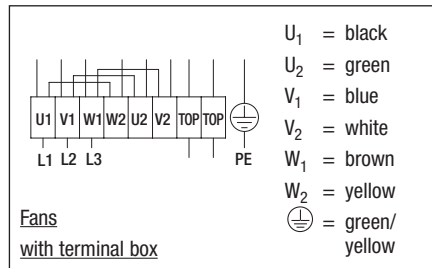 U1 V1 W1 W2 U2 V2 TOP TOP
L1 L2 L3 PE
Fans
with terminal box
U₁ = black
U₂ = green
V₁ = blue
V₂ = white
W₁ = brown
W₂ = yellow
⏚ = green/
yellow